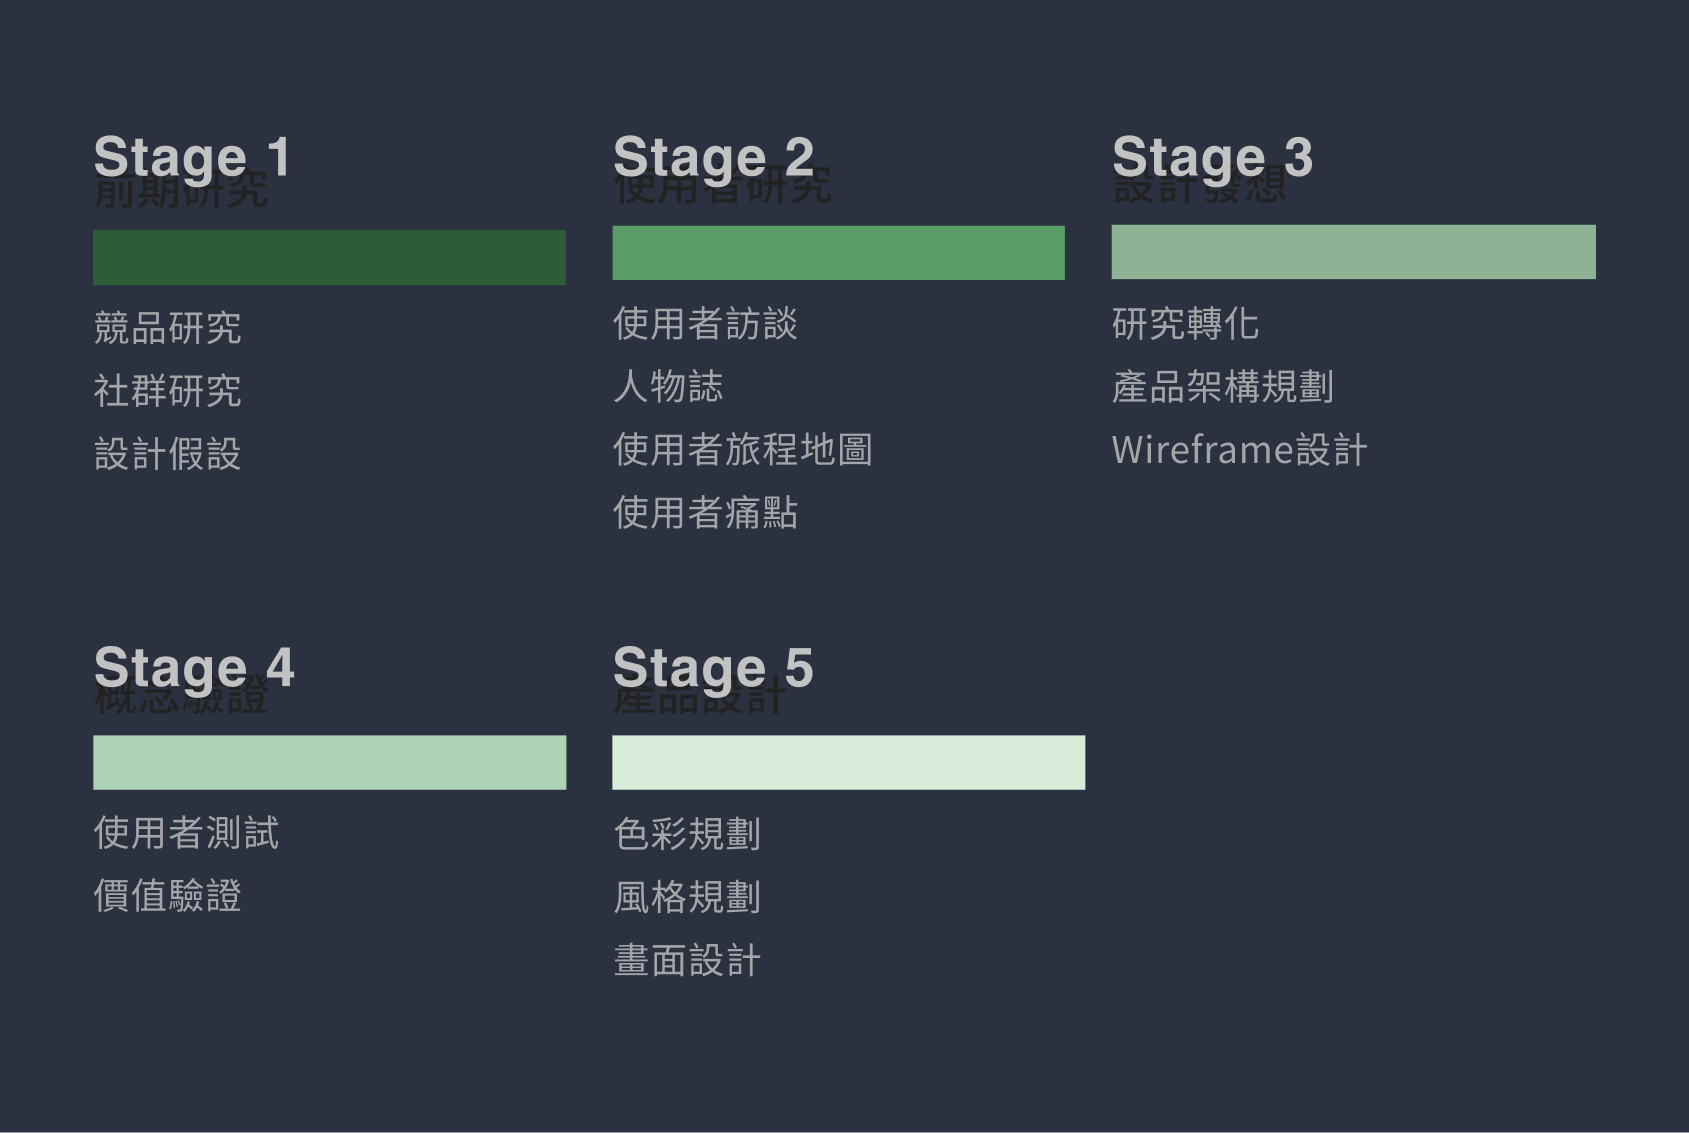 Stage 1
前期研究
競品研究
社群研究
設計假設
Stage 2
使用者研究
使用者訪談
人物誌
使用者旅程地圖
使用者痛點
Stage 3
設計發想
研究轉化
產品架構規劃
Wireframe設計
Stage 4
概念驗證
使用者測試
價值驗證
Stage 5
產品設計
色彩規劃
風格規劃
畫面設計